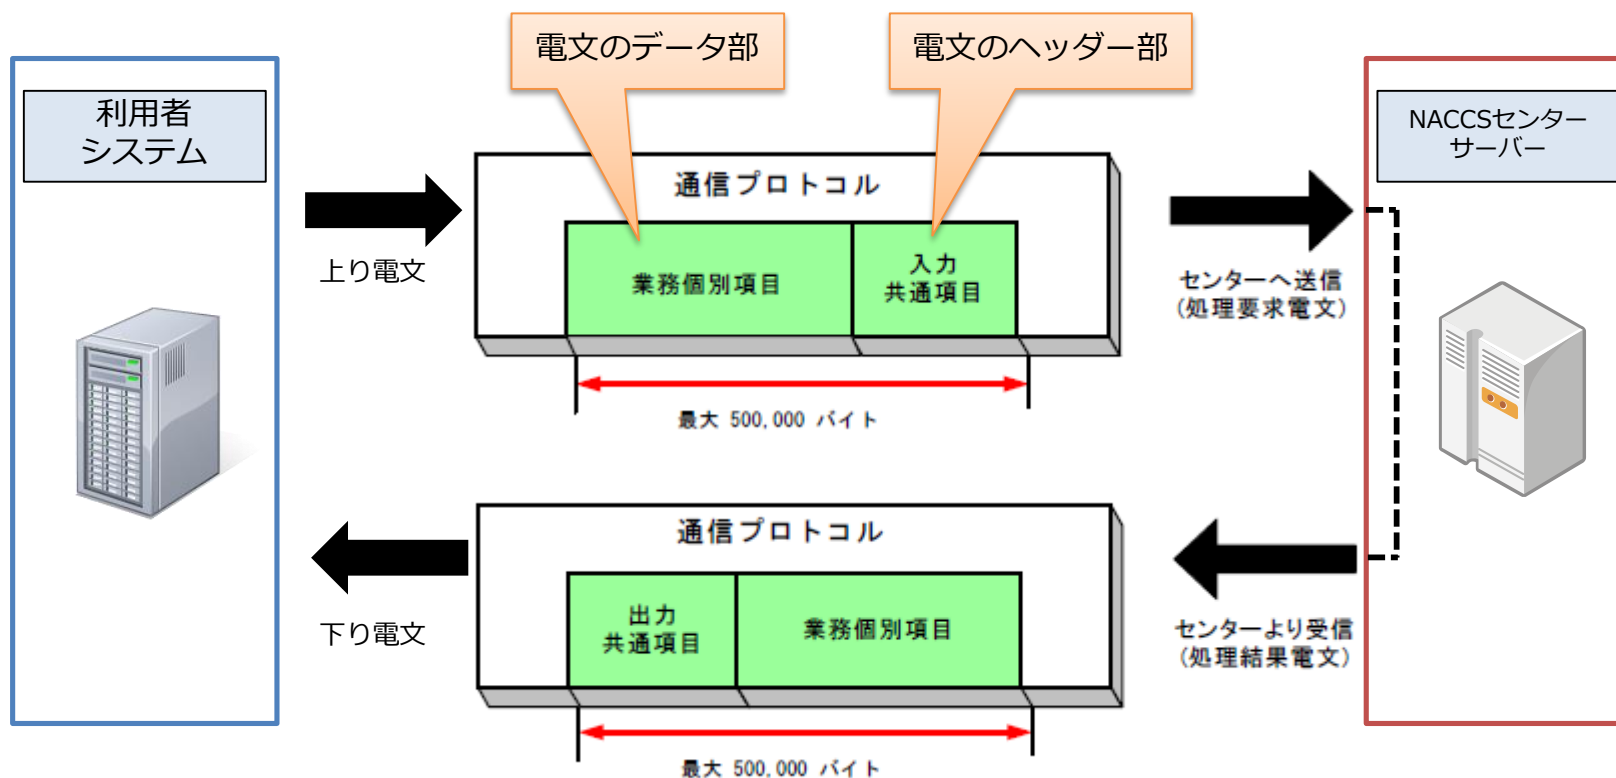 電文のデータ部
電文のヘッダー部
利用者
システム
NACCSセンター
サーバー
通信プロトコル
上り電文
業務個別項目
入力
共通項目
センターへ送信
(処理要求電文)
最大 500,000 バイト
通信プロトコル
下り電文
出力
共通項目
業務個別項目
センターより受信
(処理結果電文)
最大 500,000 バイト